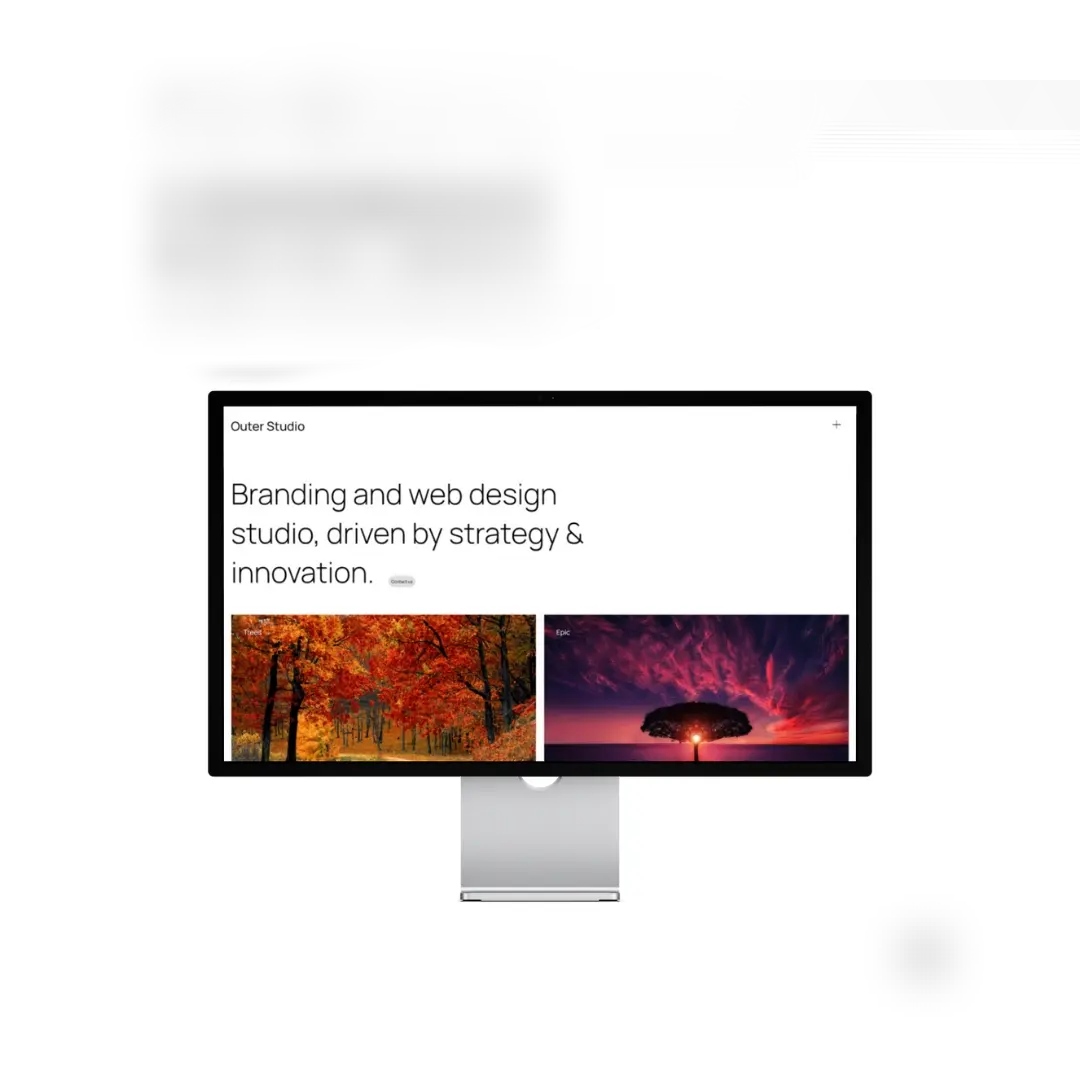 Outer Studio
+
Branding and web design
studio, driven by strategy &
innovation.
Contact us
Trees
Epic